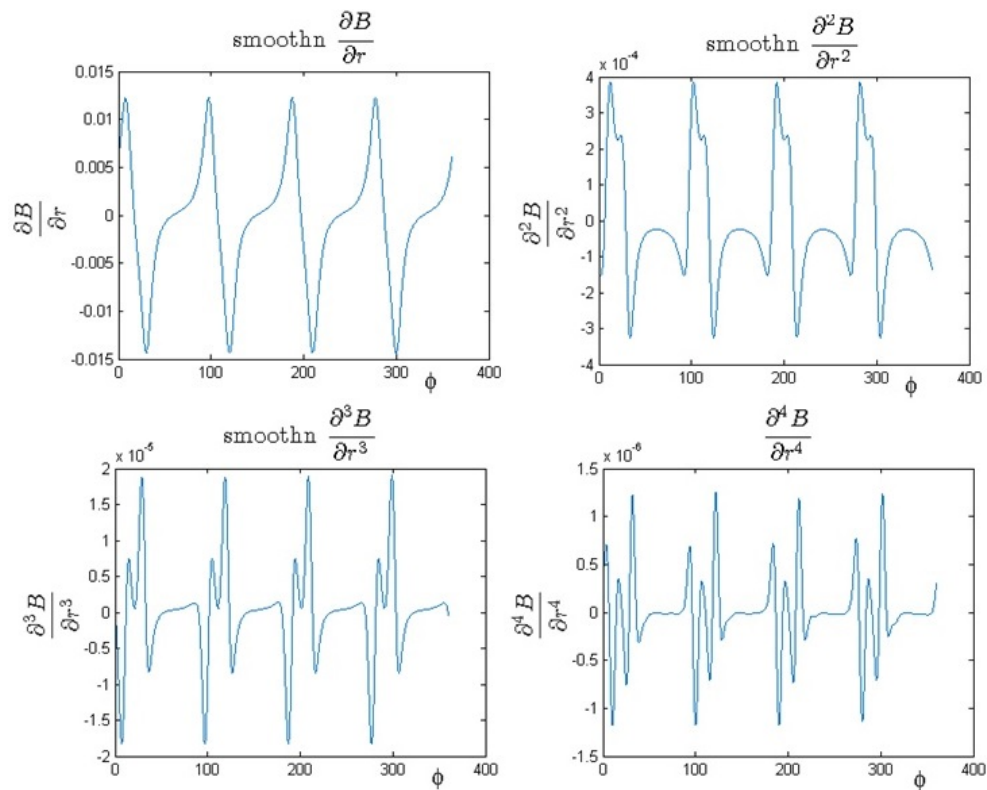 smoothn ∂B/∂r
0.015
0.01
0.005
0
-0.005
-0.01
-0.015
∂B/∂r
0 100 200 300 400
ϕ
smoothn ∂²B/∂r²
x 10⁻⁴
4
3
2
1
0
-1
-2
-3
-4
∂²B/∂r²
0 100 200 300 400
ϕ
smoothn ∂³B/∂r³
x 10⁻⁵
2
1.5
1
0.5
0
-0.5
-1
-1.5
-2
∂³B/∂r³
0 100 200 300 400
ϕ
∂⁴B/∂r⁴
x 10⁻⁶
1.5
1
0.5
0
-0.5
-1
-1.5
∂⁴B/∂r⁴
0 100 200 300 400
ϕ